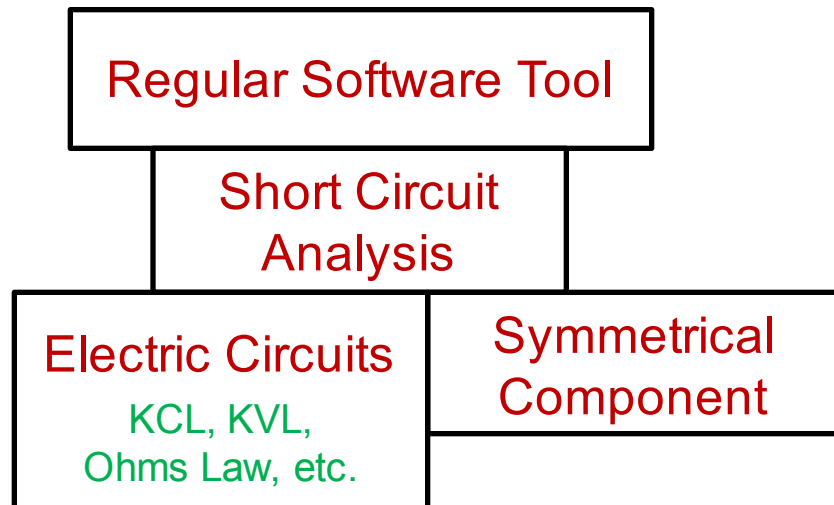 Regular Software Tool
Short Circuit
Analysis
Electric Circuits
KCL, KVL,
Ohms Law, etc.
Symmetrical
Component